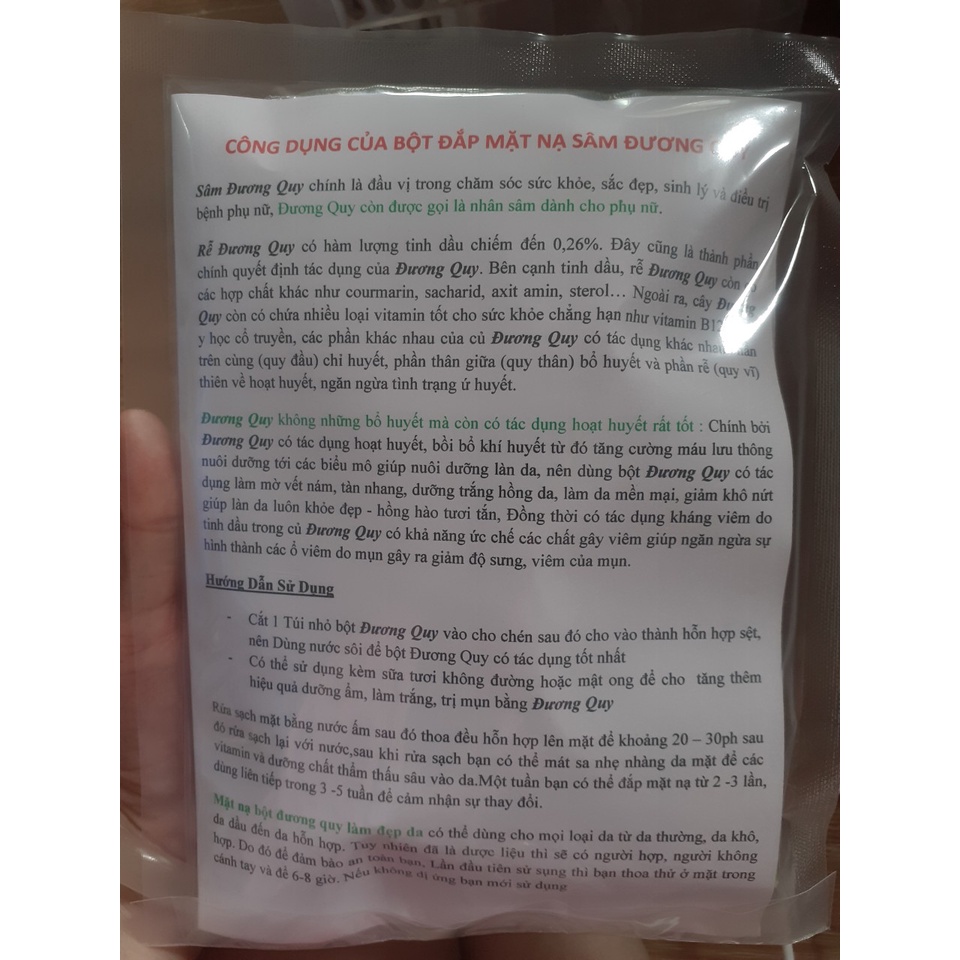 CÔNG DỤNG CỦA BỘT ĐẮP MẶT NẠ SÂM ĐƯƠNG QUY
Sâm Đương Quy chính là đầu vị trong chăm sóc sức khỏe, sắc đẹp, sinh lý và điều trị
bệnh phụ nữ, Đương Quy còn được gọi là nhân sâm dành cho phụ nữ.
Rễ Đương Quy có hàm lượng tinh dầu chiếm đến 0,26%. Đây cũng là thành phần
chính quyết định tác dụng của Đương Quy. Bên cạnh tinh dầu, rễ Đương Quy còn
các hợp chất khác như courmarin, sacharid, axit amin, sterol… Ngoài ra, cây Đương
Quy còn có chứa nhiều loại vitamin tốt cho sức khỏe chẳng hạn như vitamin B12
y học cổ truyền, các phần khác nhau của củ Đương Quy có tác dụng khác nhau
trên cùng (quy đầu) chỉ huyết, phần thân giữa (quy thân) bổ huyết và phần rễ (quy vĩ)
thiên về hoạt huyết, ngăn ngừa tình trạng ứ huyết.
Đương Quy không những bổ huyết mà còn có tác dụng hoạt huyết rất tốt : Chính bởi
Đương Quy có tác dụng hoạt huyết, bồi bổ khí huyết từ đó tăng cường máu lưu thông
nuôi dưỡng tới các biểu mô giúp nuôi dưỡng làn da, nên dùng bột Đương Quy có tác
dụng làm mờ vết nám, tàn nhang, dưỡng trắng hồng da, làm da mền mại, giảm khô nứt
giúp làn da luôn khỏe đẹp - hồng hào tươi tắn, Đồng thời có tác dụng kháng viêm do
tinh dầu trong củ Đương Quy có khả năng ức chế các chất gây viêm giúp ngăn ngừa sự
hình thành các ổ viêm do mụn gây ra giảm độ sưng, viêm của mụn.
Hướng Dẫn Sử Dụng
- Cắt 1 Túi nhỏ bột Đương Quy vào cho chén sau đó cho vào thành hỗn hợp sệt,
nên Dùng nước sôi để bột Đương Quy có tác dụng tốt nhất
- Có thể sử dụng kèm sữa tươi không đường hoặc mật ong để cho tăng thêm
hiệu quả dưỡng ẩm, làm trắng, trị mụn bằng Đương Quy
Rửa sạch mặt bằng nước ấm sau đó thoa đều hỗn hợp lên mặt để khoảng 20 – 30ph sau
đó rửa sạch lại với nước,sau khi rửa sạch bạn có thể mát sa nhẹ nhàng da mặt để các
vitamin và dưỡng chất thẩm thấu sâu vào da.Một tuần bạn có thể đắp mặt nạ từ 2 -3 lần,
dùng liên tiếp trong 3 -5 tuần để cảm nhận sự thay đổi.
Mặt nạ bột đương quy làm đẹp da có thể dùng cho mọi loại da từ da thường, da khô,
da dầu đến da hỗn hợp. Tuy nhiên đã là dược liệu thì sẽ có người hợp, người không
hợp. Do đó để đảm bảo an toàn bạn, Lần đầu tiên sử sụng thì bạn thoa thử ở mặt trong
cánh tay và để 6-8 giờ. Nếu không dị ứng bạn mới sử dụng